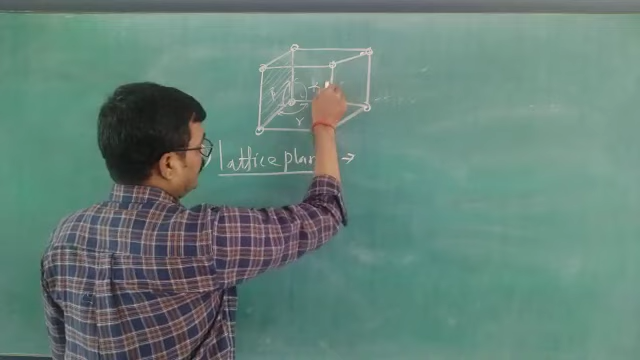 γ
lattice plan →